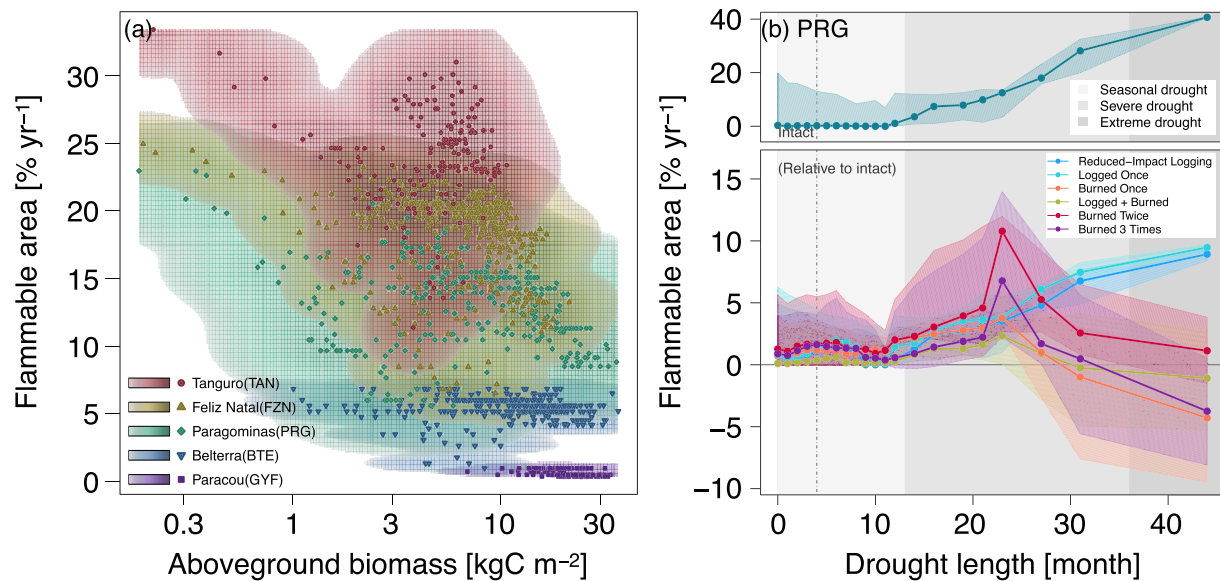 (a)
Flammable area [% yr−1]
30
25
20
15
10
5
0
Tanguro(TAN)
Feliz Natal(FZN)
Paragominas(PRG)
Belterra(BTE)
Paracou(GYF)
0.3 1 3 10 30
Aboveground biomass [kgC m−2]
(b) PRG
40
20
0
Intact
Seasonal drought
Severe drought
Extreme drought
Flammable area [% yr−1]
(Relative to intact)
Reduced−Impact Logging
Logged Once
Burned Once
Logged + Burned
Burned Twice
Burned 3 Times
15
10
5
0
−5
−10
0 10 20 30 40
Drought length [month]